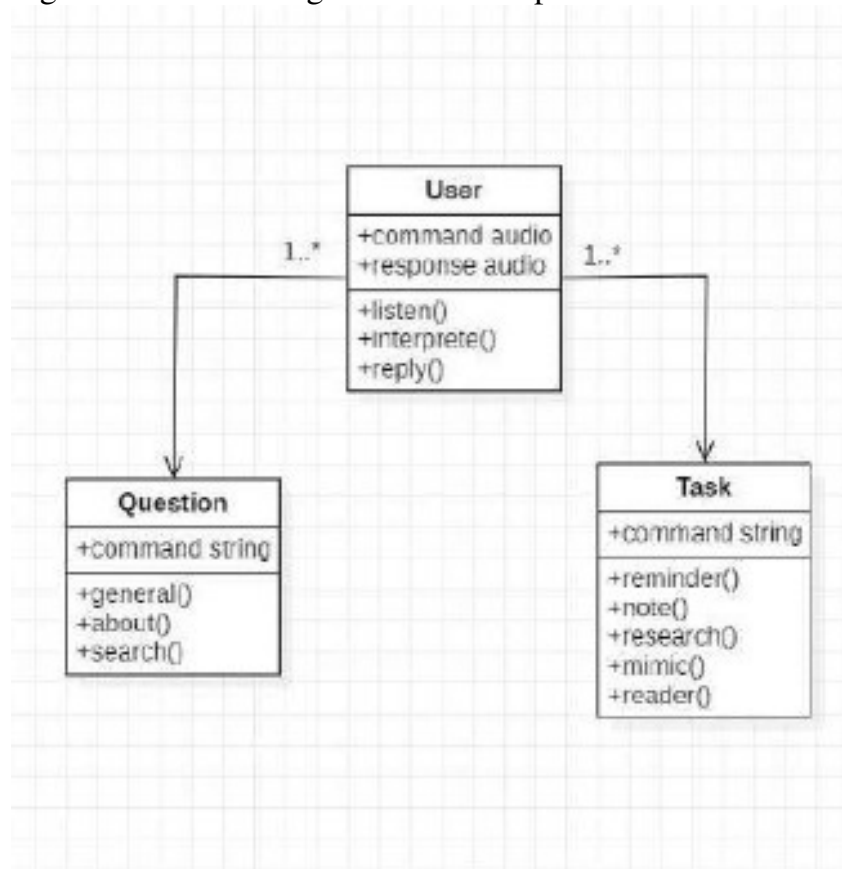 User
+command audio
+response audio
1..*
1..*
+listen()
+interprete()
+reply()
Question
+command string
+general()
+about()
+search()
Task
+command string
+reminder()
+note()
+research()
+mimic()
+reader()